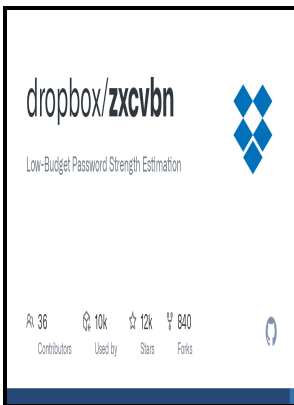 dropbox/zxcvbn
Low-Budget Password Strength Estimation
36 10k 12k 840
Contributors Used by Stars Forks